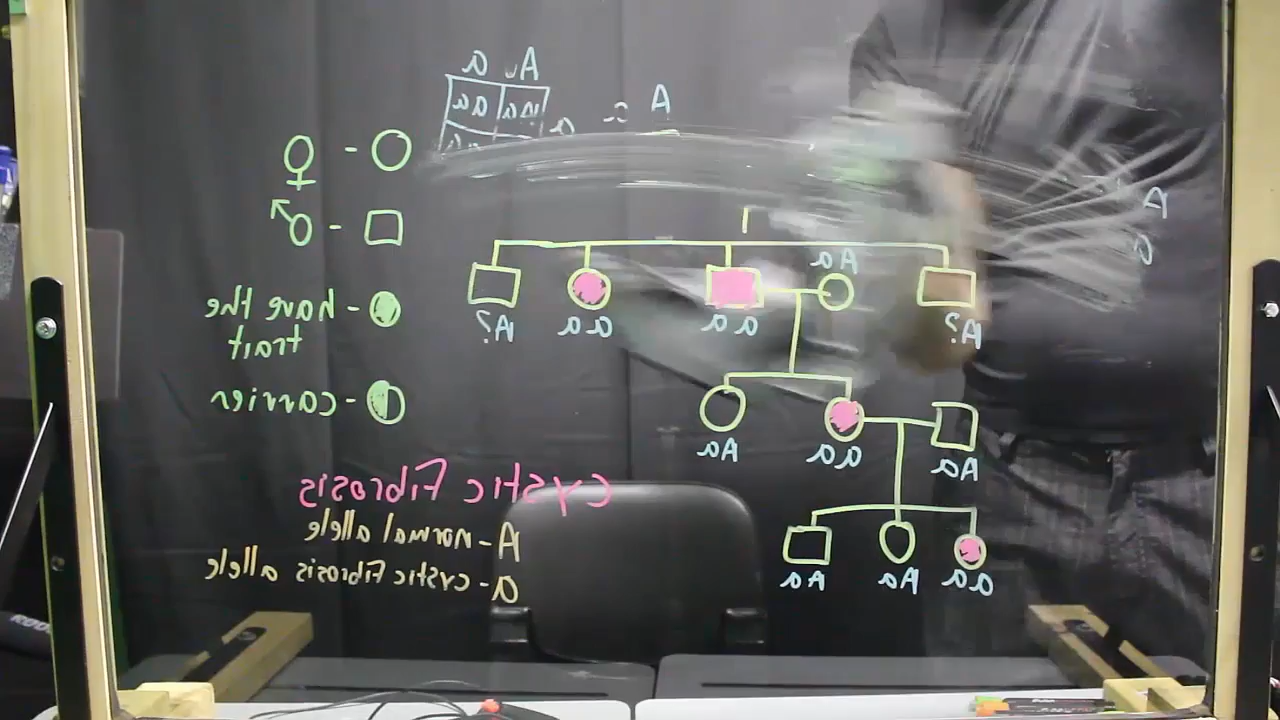 A a
Aa aa
a
A
A
a
♀ - ○
♂ - □
- have the
trait
- carrier
Aa
A? aa aa A?
Aa aa Aa
Cystic Fibrosis
A - normal allele
a - cystic fibrosis allele
Aa Aa aa